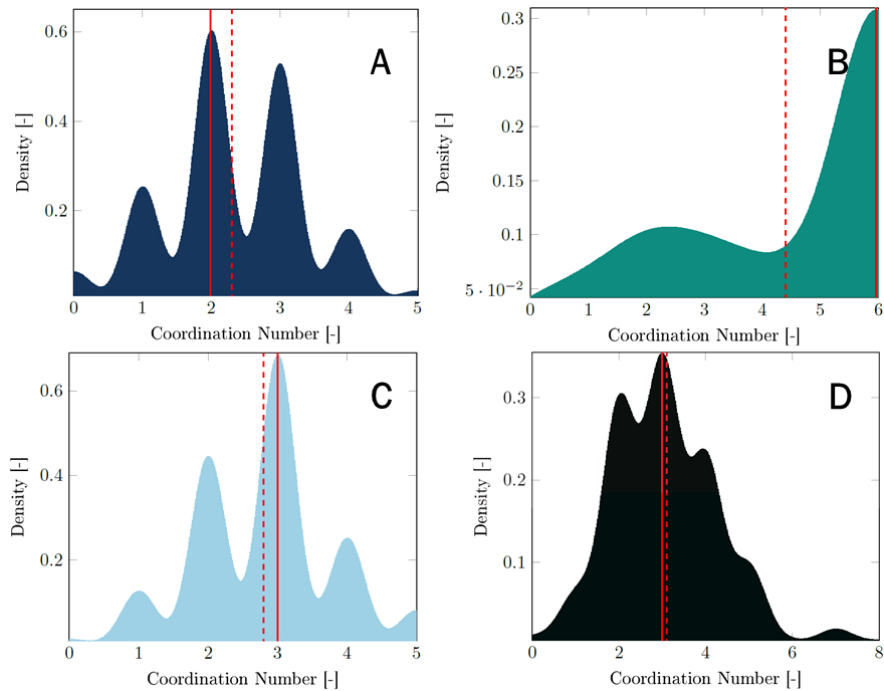 A
0.6
0.4
0.2
Density [-]
0 1 2 3 4 5
Coordination Number [-]
B
0.3
0.25
0.2
0.15
0.1
5 · 10⁻²
Density [-]
0 1 2 3 4 5 6
Coordination Number [-]
C
0.6
0.4
0.2
Density [-]
0 1 2 3 4 5
Coordination Number [-]
D
0.3
0.2
0.1
Density [-]
0 2 4 6 8
Coordination Number [-]